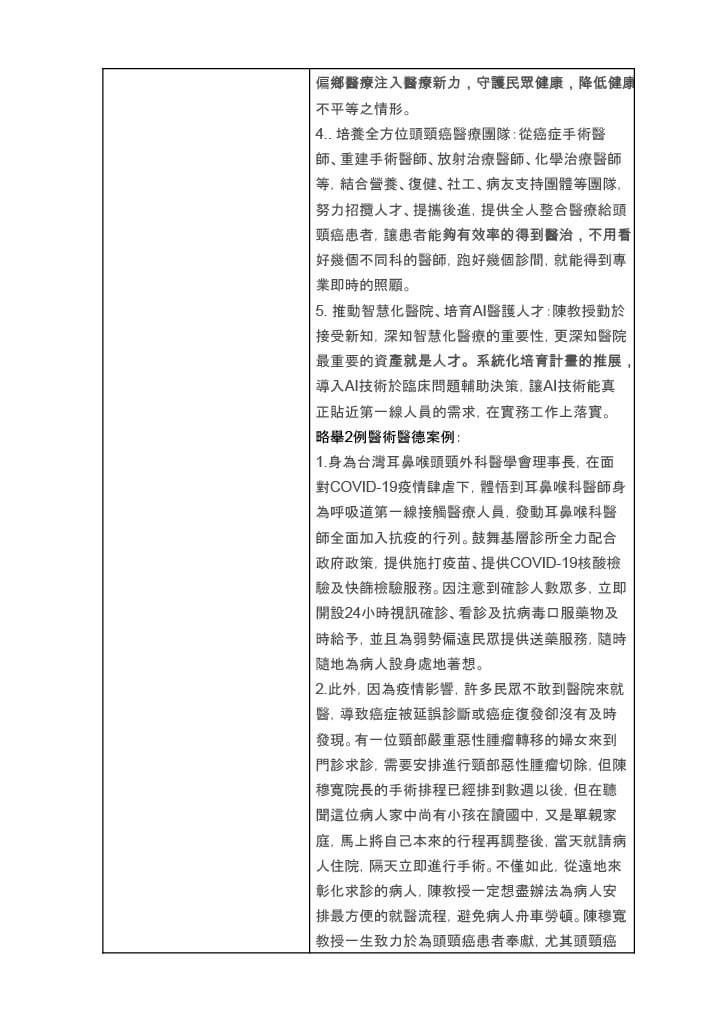 偏鄉醫療注入醫療新力，守護民眾健康，降低健康
不平等之情形。
4.. 培養全方位頭頸癌醫療團隊：從癌症手術醫
師、重建手術醫師、放射治療醫師、化學治療醫師
等，結合營養、復健、社工、病友支持團體等團隊，
努力招攬人才、提攜後進，提供全人整合醫療給頭
頸癌患者，讓患者能夠有效率的得到醫治，不用看
好幾個不同科的醫師，跑好幾個診間，就能得到專
業即時的照顧。
5. 推動智慧化醫院、培育AI醫護人才：陳教授勤於
接受新知，深知智慧化醫療的重要性，更深知醫院
最重要的資產就是人才。系統化培育計畫的推展，
導入AI技術於臨床問題輔助決策，讓AI技術能真
正貼近第一線人員的需求，在實務工作上落實。
略舉2例醫術醫德案例：
1.身為台灣耳鼻喉頭頸外科醫學會理事長，在面
對COVID-19疫情肆虐下，體悟到耳鼻喉科醫師身
為呼吸道第一線接觸醫療人員，發動耳鼻喉科醫
師全面加入抗疫的行列。鼓舞基層診所全力配合
政府政策，提供施打疫苗、提供COVID-19核酸檢
驗及快篩檢驗服務。因注意到確診人數眾多，立即
開設24小時視訊確診、看診及抗病毒口服藥物及
時給予，並且為弱勢偏遠民眾提供送藥服務，隨時
隨地為病人設身處地著想。
2.此外，因為疫情影響，許多民眾不敢到醫院來就
醫，導致癌症被延誤診斷或癌症復發卻沒有及時
發現。有一位頸部嚴重惡性腫瘤轉移的婦女來到
門診求診，需要安排進行頸部惡性腫瘤切除，但陳
穆寬院長的手術排程已經排到數週以後，但在聽
聞這位病人家中尚有小孩在讀國中，又是單親家
庭，馬上將自己本來的行程再調整後，當天就請病
人住院，隔天立即進行手術。不僅如此，從遠地來
彰化求診的病人，陳教授一定想盡辦法為病人安
排最方便的就醫流程，避免病人舟車勞頓。陳穆寬
教授一生致力於為頭頸癌患者奉獻，尤其頭頸癌